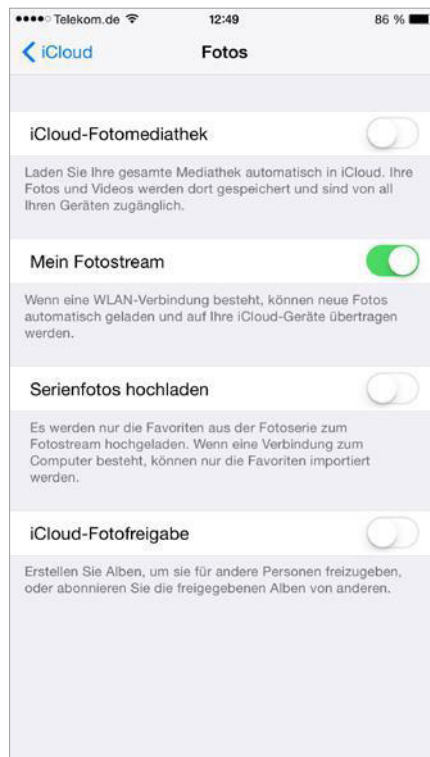 Telekom.de 12:49 86 %
iCloud Fotos
iCloud-Fotomediathek
Laden Sie Ihre gesamte Mediathek automatisch in iCloud. Ihre
Fotos und Videos werden dort gespeichert und sind von all
Ihren Geräten zugänglich.
Mein Fotostream
Wenn eine WLAN-Verbindung besteht, können neue Fotos
automatisch geladen und auf Ihre iCloud-Geräte übertragen
werden.
Serienfotos hochladen
Es werden nur die Favoriten aus der Fotoserie zum
Fotostream hochgeladen. Wenn eine Verbindung zum
Computer besteht, können nur die Favoriten importiert
werden.
iCloud-Fotofreigabe
Erstellen Sie Alben, um sie für andere Personen freizugeben,
oder abonnieren Sie die freigegebenen Alben von anderen.